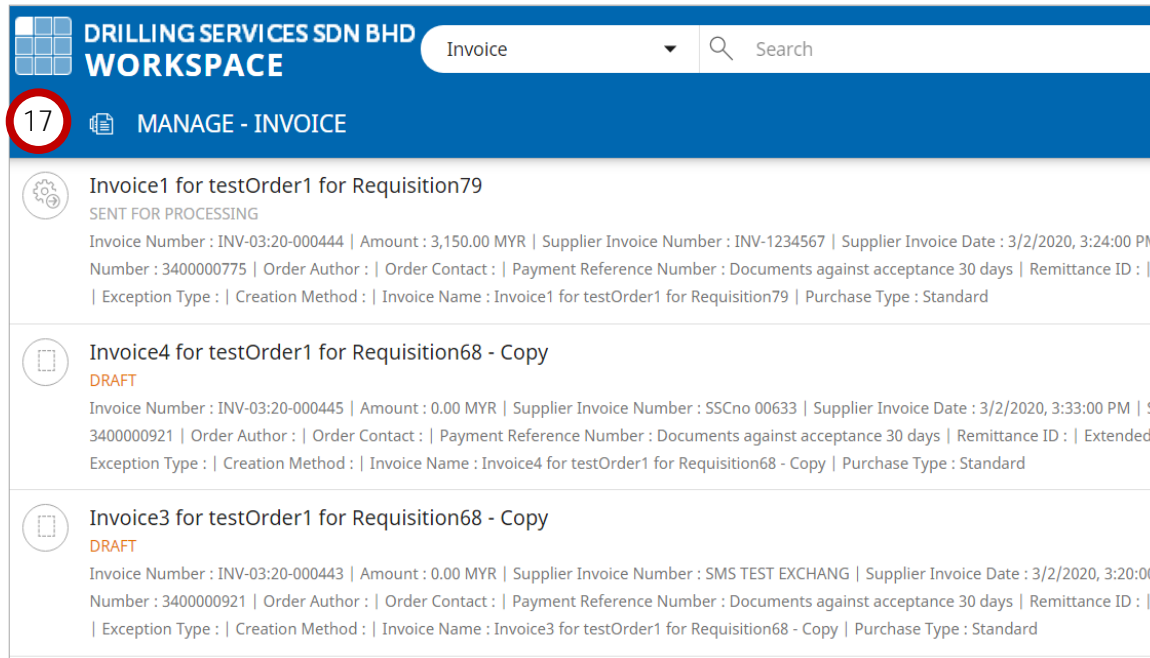 DRILLING SERVICES SDN BHD
WORKSPACE
Invoice
Search
17
MANAGE - INVOICE
Invoice1 for testOrder1 for Requisition79
SENT FOR PROCESSING
Invoice Number : INV-03:20-000444 | Amount : 3,150.00 MYR | Supplier Invoice Number : INV-1234567 | Supplier Invoice Date : 3/2/2020, 3:24:00 PM
Number : 3400000775 | Order Author : | Order Contact : | Payment Reference Number : Documents against acceptance 30 days | Remittance ID : |
| Exception Type : | Creation Method : | Invoice Name : Invoice1 for testOrder1 for Requisition79 | Purchase Type : Standard
Invoice4 for testOrder1 for Requisition68 - Copy
DRAFT
Invoice Number : INV-03:20-000445 | Amount : 0.00 MYR | Supplier Invoice Number : SSCno 00633 | Supplier Invoice Date : 3/2/2020, 3:33:00 PM |
3400000921 | Order Author : | Order Contact : | Payment Reference Number : Documents against acceptance 30 days | Remittance ID : | Extended
Exception Type : | Creation Method : | Invoice Name : Invoice4 for testOrder1 for Requisition68 - Copy | Purchase Type : Standard
Invoice3 for testOrder1 for Requisition68 - Copy
DRAFT
Invoice Number : INV-03:20-000443 | Amount : 0.00 MYR | Supplier Invoice Number : SMS TEST EXCHANG | Supplier Invoice Date : 3/2/2020, 3:20:00
Number : 3400000921 | Order Author : | Order Contact : | Payment Reference Number : Documents against acceptance 30 days | Remittance ID : |
| Exception Type : | Creation Method : | Invoice Name : Invoice3 for testOrder1 for Requisition68 - Copy | Purchase Type : Standard